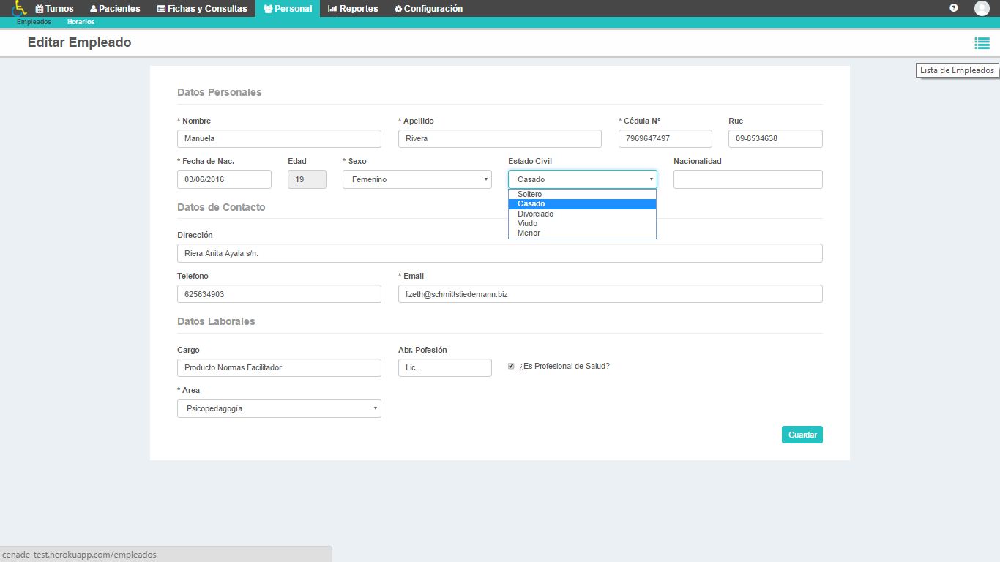 Turnos Pacientes Fichas y Consultas Personal Reportes Configuración
Empleados Horarios
Editar Empleado
Lista de Empleados
Datos Personales
* Nombre * Apellido * Cédula Nº Ruc
Manuela Rivera 7969647497 09-8534638
* Fecha de Nac. Edad * Sexo Estado Civil Nacionalidad
03/06/2016 19 Femenino Casado
Soltero
Casado
Divorciado
Viudo
Menor
Datos de Contacto
Dirección
Riera Anita Ayala s/n.
Telefono * Email
625634903 lizeth@schmittstiedemann.biz
Datos Laborales
Cargo Abr. Pofesión
Producto Normas Facilitador Lic. ¿Es Profesional de Salud?
* Area
Psicopedagogía
Guardar
cenade-test.herokuapp.com/empleados